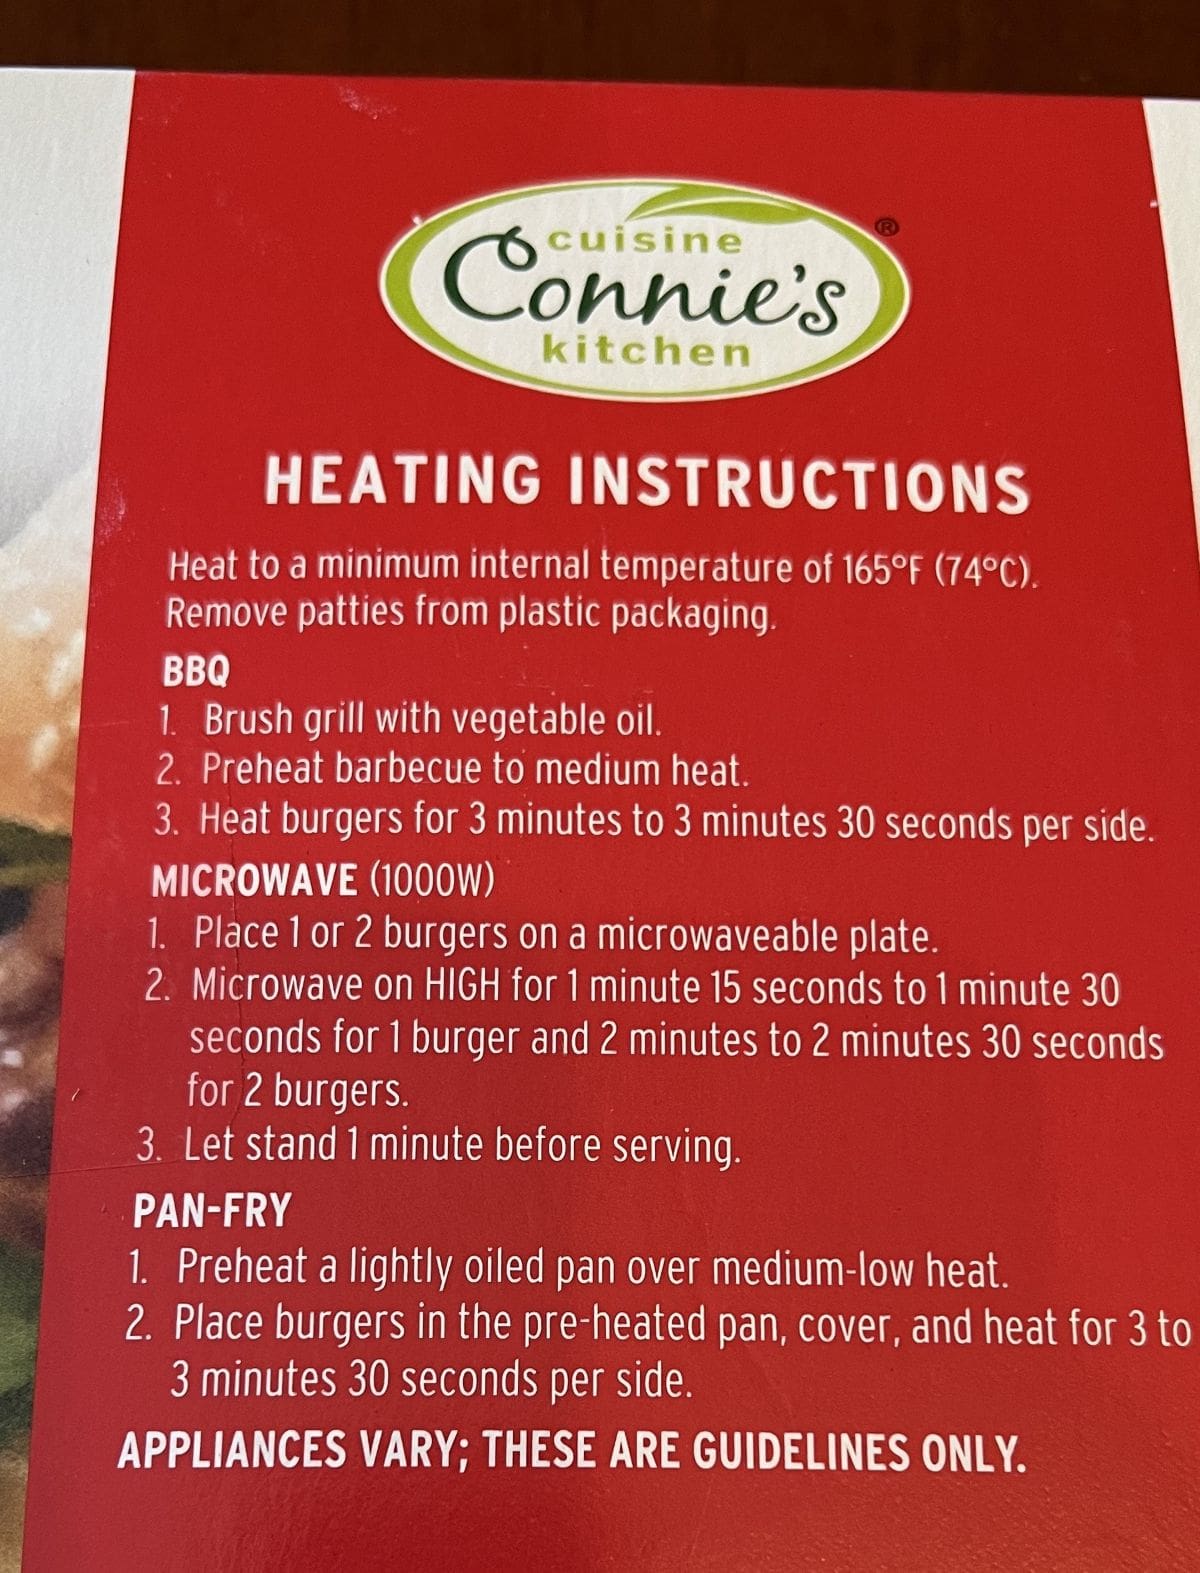 cuisine
Connie's
kitchen
®
HEATING INSTRUCTIONS
Heat to a minimum internal temperature of 165°F (74°C).
Remove patties from plastic packaging.
BBQ
1. Brush grill with vegetable oil.
2. Preheat barbecue to medium heat.
3. Heat burgers for 3 minutes to 3 minutes 30 seconds per side.
MICROWAVE (1000W)
1. Place 1 or 2 burgers on a microwaveable plate.
2. Microwave on HIGH for 1 minute 15 seconds to 1 minute 30
seconds for 1 burger and 2 minutes to 2 minutes 30 seconds
for 2 burgers.
3. Let stand 1 minute before serving.
PAN-FRY
1. Preheat a lightly oiled pan over medium-low heat.
2. Place burgers in the pre-heated pan, cover, and heat for 3 to
3 minutes 30 seconds per side.
APPLIANCES VARY; THESE ARE GUIDELINES ONLY.